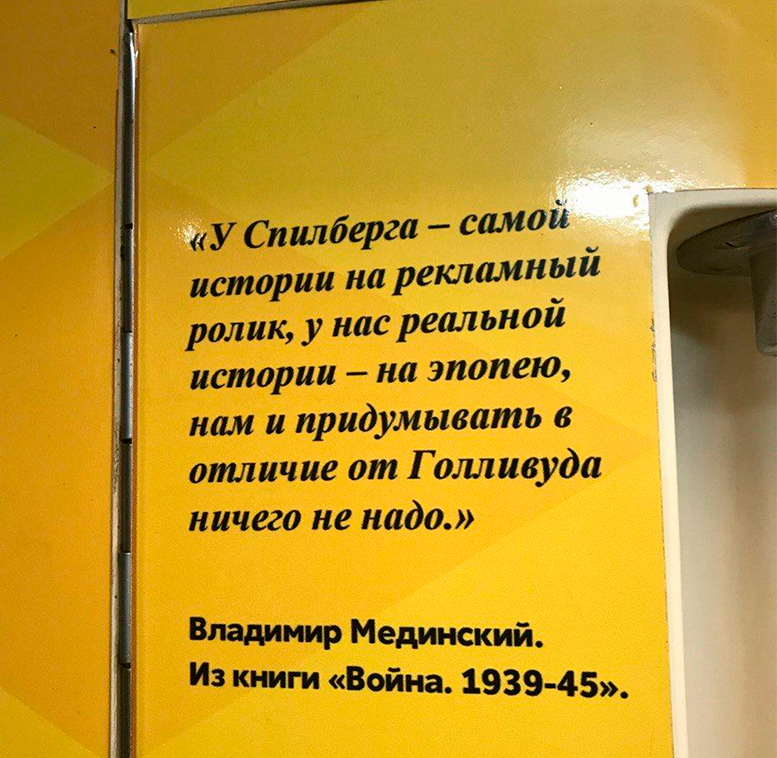 «У Спилберга – самой
истории на рекламный
ролик, у нас реальной
истории – на эпопею,
нам и придумывать в
отличие от Голливуда
ничего не надо.»
Владимир Мединский.
Из книги «Война. 1939-45».